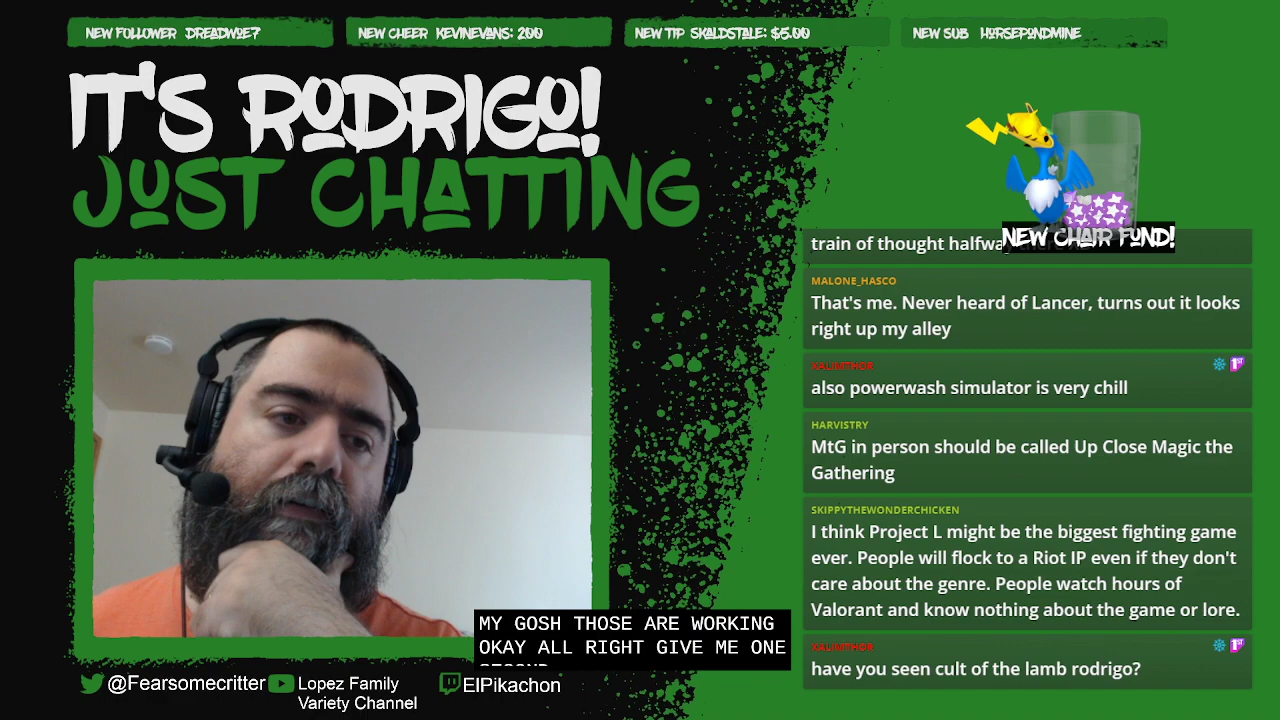 NEW FOLLOWER DREADWOE7
NEW CHEER KEVINEVANS: 200
NEW TIP SKALDSTALE: $5.00
NEW SUB HORSEPONDMINE
IT'S RODRIGO!
JUST CHATTING
NEW CHAIR FUND!
train of thought
MALONE_HASCO
That's me. Never heard of Lancer, turns out it looks
right up my alley
XALINTHOR
also powerwash simulator is very chill
HARVISTRY
MtG in person should be called Up Close Magic the
Gathering
SKIPPYTHEWONDERCHICKEN
I think Project L might be the biggest fighting game
ever. People will flock to a Riot IP even if they don't
care about the genre. People watch hours of
Valorant and know nothing about the game or lore.
XALINTHOR
have you seen cult of the lamb rodrigo?
MY GOSH THOSE ARE WORKING
OKAY ALL RIGHT GIVE ME ONE
@Fearsomecritter
Lopez Family
Variety Channel
ElPikachon